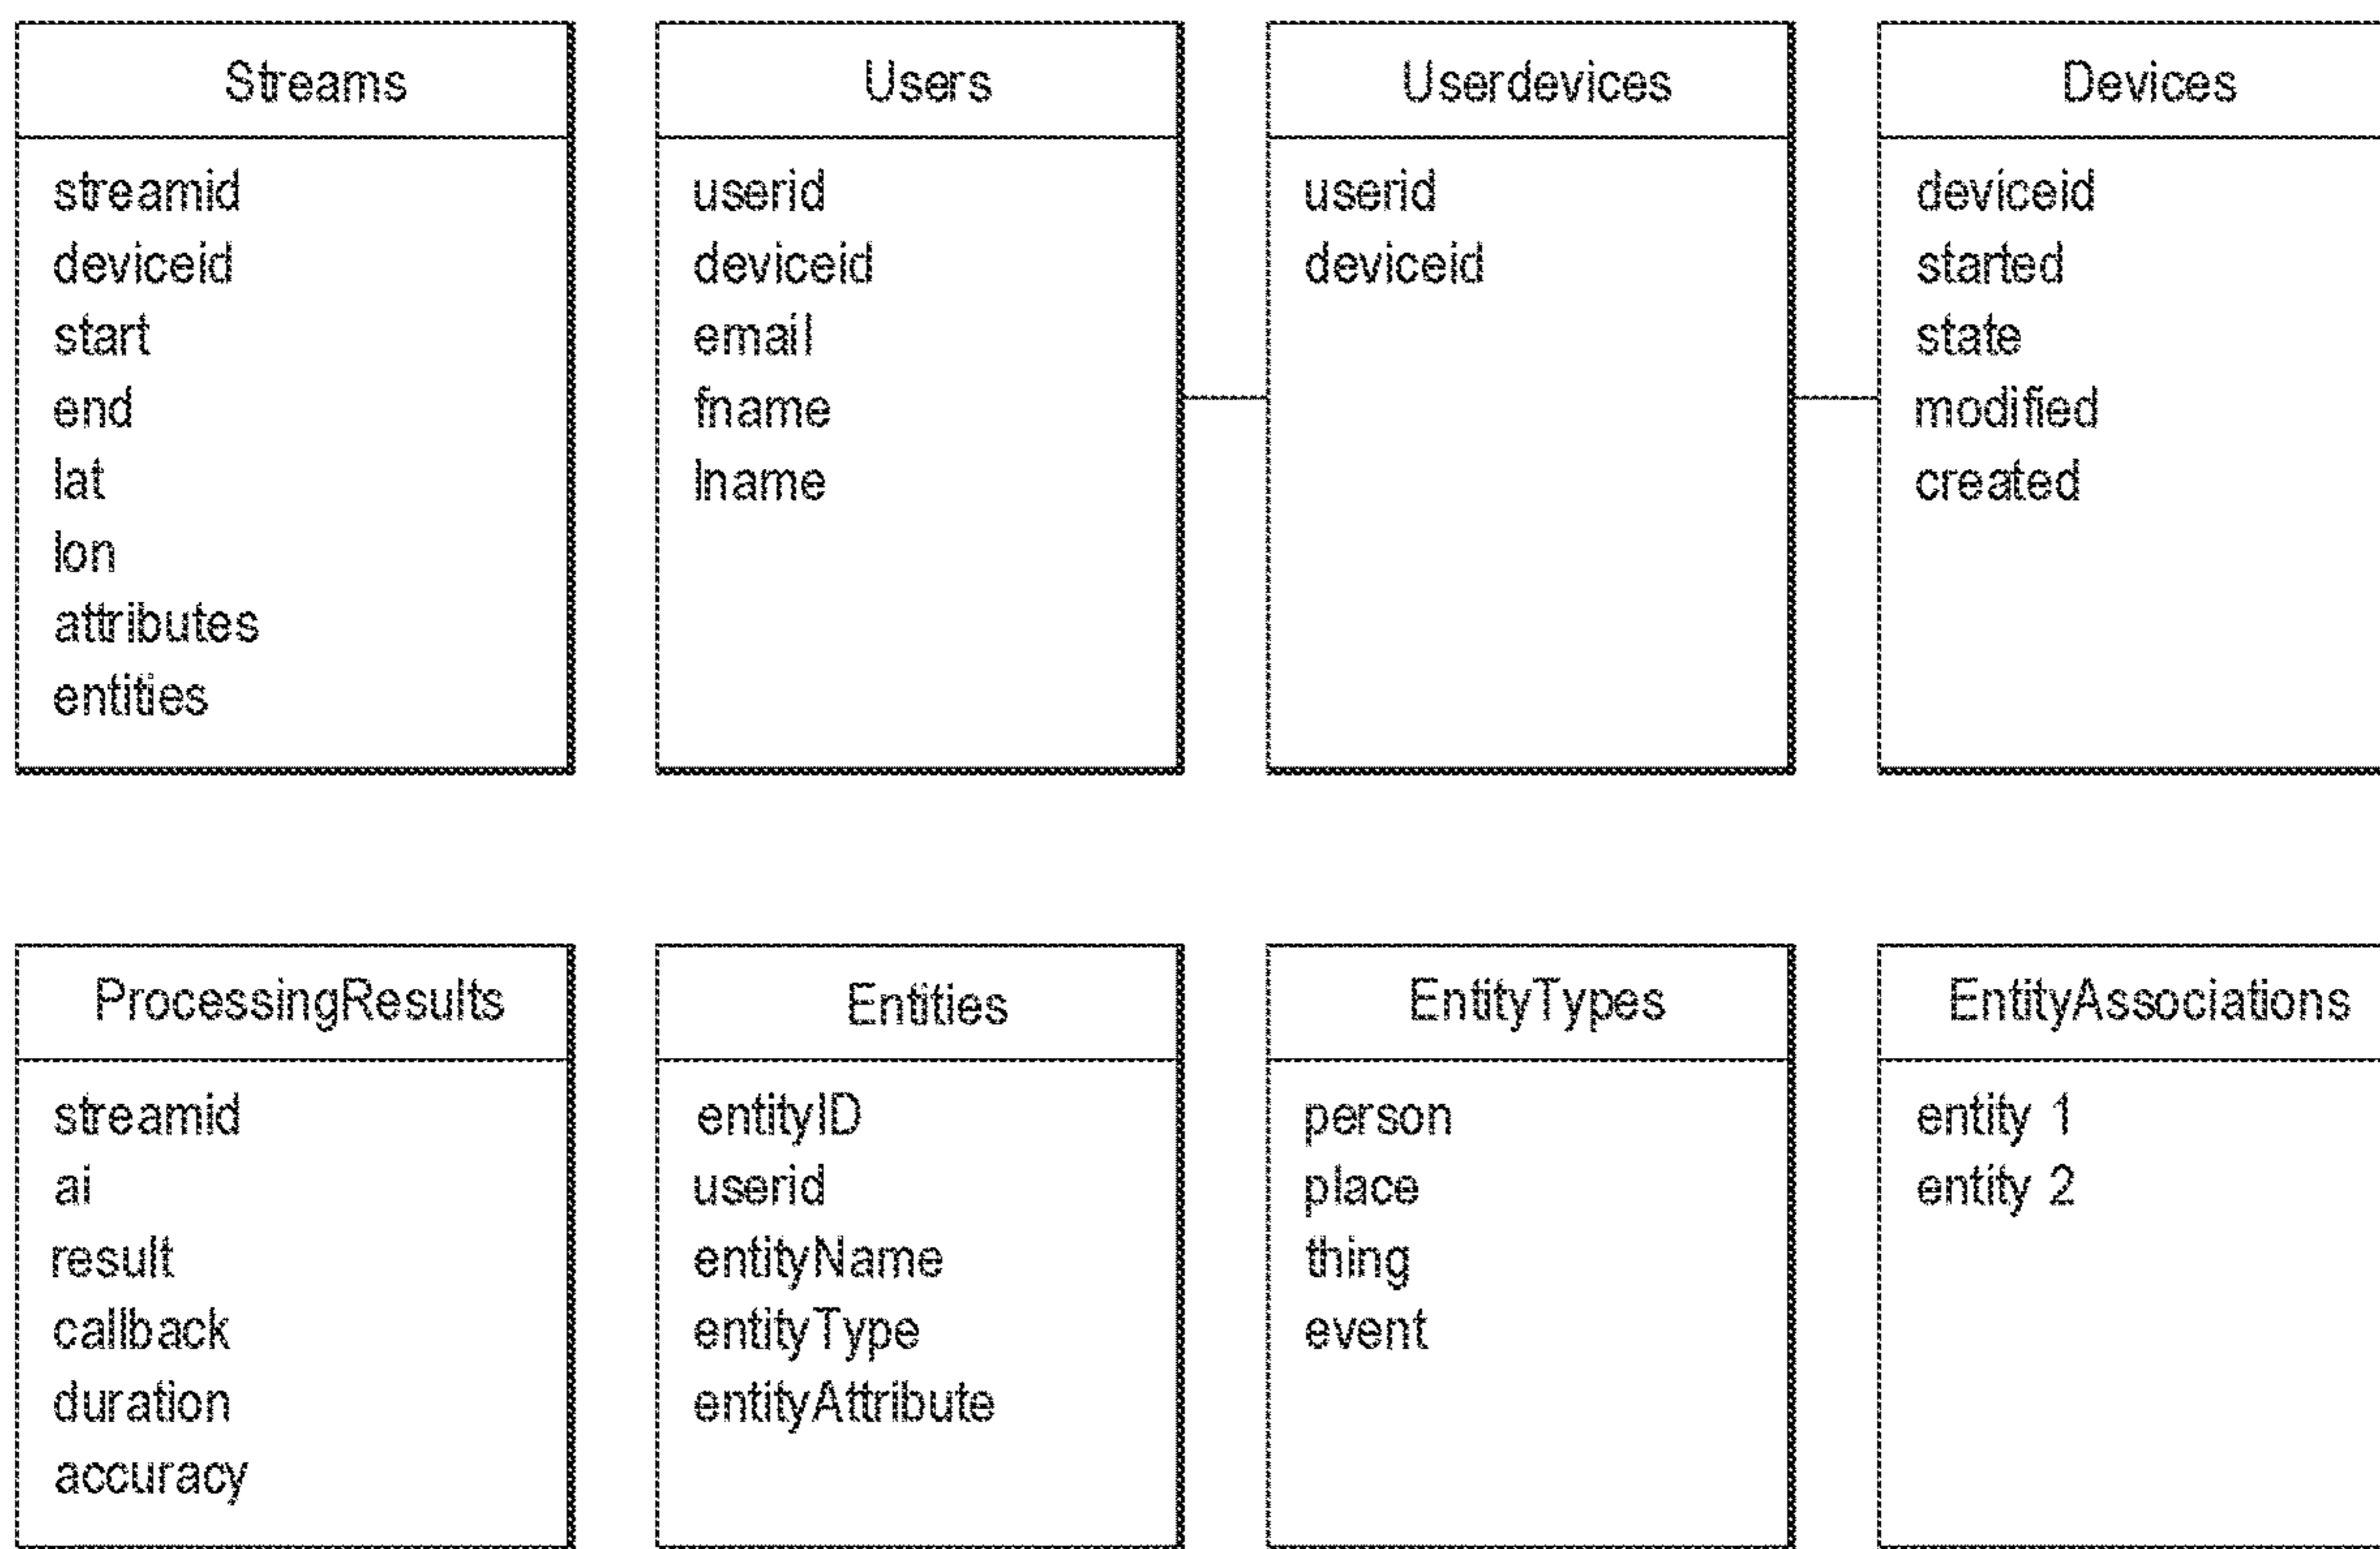 Streams
streamid
deviceid
start
end
lat
lon
attributes
entities
Users
userid
deviceid
email
fname
lname
Userdevices
userid
deviceid
Devices
deviceid
started
state
modified
created
ProcessingResults
streamid
ai
result
callback
duration
accuracy
Entities
entityID
userid
entityName
entityType
entityAttribute
EntityTypes
person
place
thing
event
EntityAssociations
entity 1
entity 2